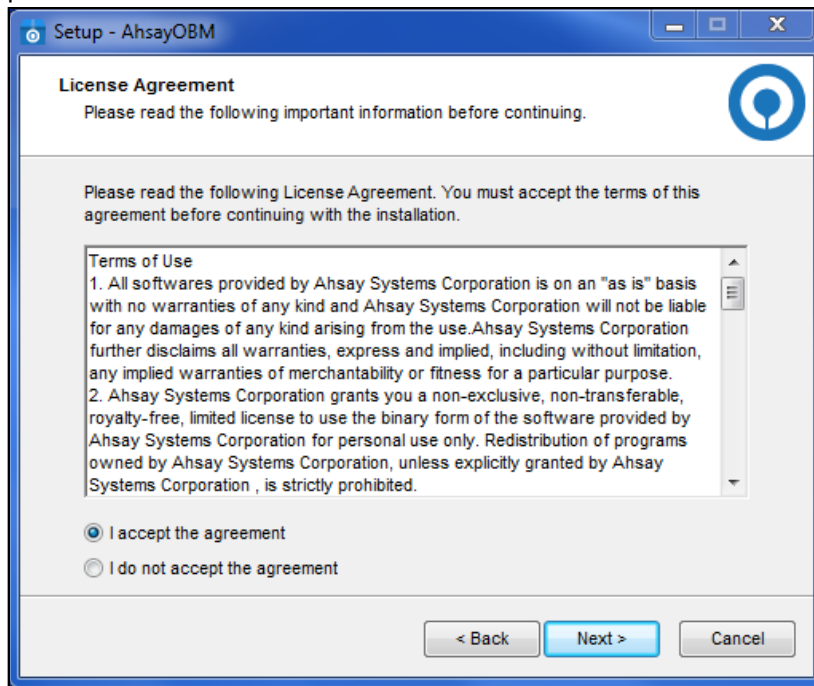 Setup - AhsayOBM
License Agreement
Please read the following important information before continuing.
Please read the following License Agreement. You must accept the terms of this
agreement before continuing with the installation.
Terms of Use
1. All softwares provided by Ahsay Systems Corporation is on an "as is" basis
with no warranties of any kind and Ahsay Systems Corporation will not be liable
for any damages of any kind arising from the use.Ahsay Systems Corporation
further disclaims all warranties, express and implied, including without limitation,
any implied warranties of merchantability or fitness for a particular purpose.
2. Ahsay Systems Corporation grants you a non-exclusive, non-transferable,
royalty-free, limited license to use the binary form of the software provided by
Ahsay Systems Corporation for personal use only. Redistribution of programs
owned by Ahsay Systems Corporation, unless explicitly granted by Ahsay
Systems Corporation , is strictly prohibited.
I accept the agreement
I do not accept the agreement
< Back
Next >
Cancel